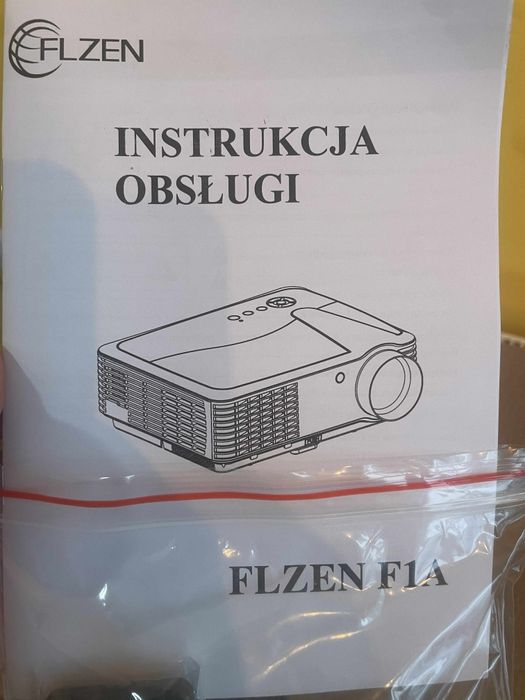 FLZEN
INSTRUKCJA
OBSŁUGI
FLZEN F1A